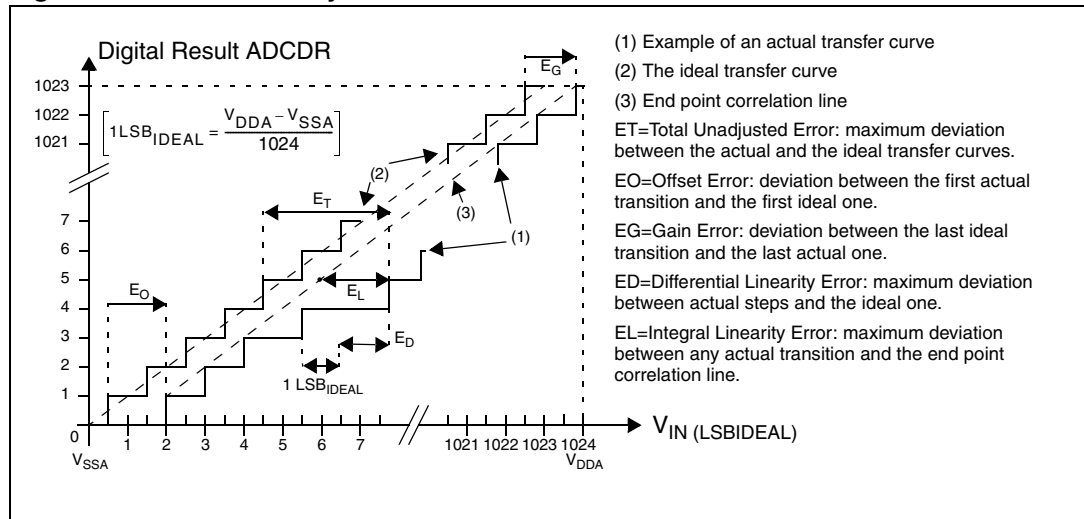 Digital Result ADCDR
1023
1022
1021
1LSB_IDEAL = V_DDA – V_SSA / 1024
7
6
5
4
3
2
1
0
V_SSA
1 2 3 4 5 6 7 1021 1022 1023 1024
V_DDA
V_IN (LSBIDEAL)
E_G
(2)
E_T
(3)
(1)
E_O
E_L
E_D
1 LSB_IDEAL
(1) Example of an actual transfer curve
(2) The ideal transfer curve
(3) End point correlation line
ET=Total Unadjusted Error: maximum deviation
between the actual and the ideal transfer curves.
EO=Offset Error: deviation between the first actual
transition and the first ideal one.
EG=Gain Error: deviation between the last ideal
transition and the last actual one.
ED=Differential Linearity Error: maximum deviation
between actual steps and the ideal one.
EL=Integral Linearity Error: maximum deviation
between any actual transition and the end point
correlation line.